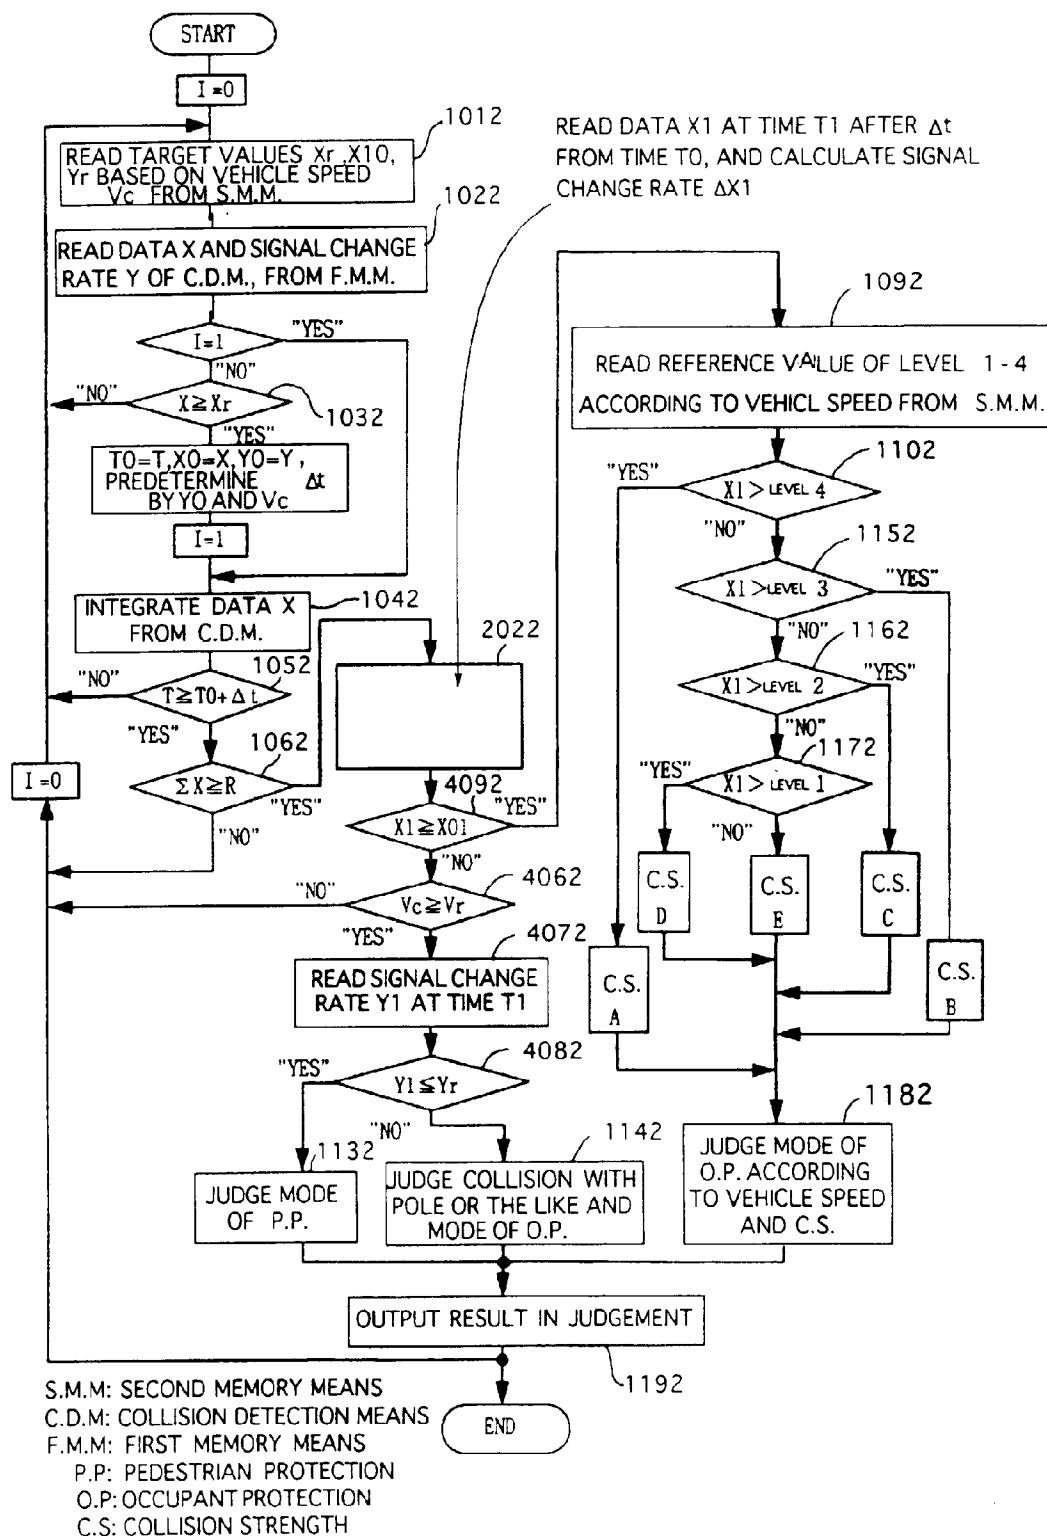 START
I=0
1012
READ TARGET VALUES Xr, X10,
Yr BASED ON VEHICLE SPEED
Vc FROM S.M.M.
1022
READ DATA X AND SIGNAL CHANGE
RATE Y OF C.D.M., FROM F.M.M.
I=1
"YES"
"NO"
X≧Xr
"NO"
1032
"YES"
T0=T,X0=X,Y0=Y,
PREDETERMINE Δt
BY Y0 AND Vc
I=1
INTEGRATE DATA X
FROM C.D.M.
1042
"NO"
T≧T0+Δt
1052
"YES"
ΣX≧R
1062
"YES"
"NO"
I=0
READ DATA X1 AT TIME T1 AFTER Δt
FROM TIME T0, AND CALCULATE SIGNAL
CHANGE RATE ΔX1
2022
4092
X1≧X01
"YES"
"NO"
4062
Vc≧Vr
"NO"
"YES"
4072
READ SIGNAL CHANGE
RATE Y1 AT TIME T1
4082
Y1≦Yr
"YES"
"NO"
1132
JUDGE MODE
OF P.P.
1142
JUDGE COLLISION WITH
POLE OR THE LIKE AND
MODE OF O.P.
1092
READ REFERENCE VALUE OF LEVEL 1-4
ACCORDING TO VEHICL SPEED FROM S.M.M.
1102
"YES"
X1>LEVEL 4
"NO"
1152
X1>LEVEL 3
"YES"
"NO"
1162
X1>LEVEL 2
"YES"
"NO"
1172
"YES"
X1>LEVEL 1
"NO"
C.S.
D
C.S.
E
C.S.
C
C.S.
A
C.S.
B
1182
JUDGE MODE OF
O.P. ACCORDING
TO VEHICLE SPEED
AND C.S.
OUTPUT RESULT IN JUDGEMENT
1192
END
S.M.M: SECOND MEMORY MEANS
C.D.M: COLLISION DETECTION MEANS
F.M.M: FIRST MEMORY MEANS
P.P: PEDESTRIAN PROTECTION
O.P: OCCUPANT PROTECTION
C.S: COLLISION STRENGTH